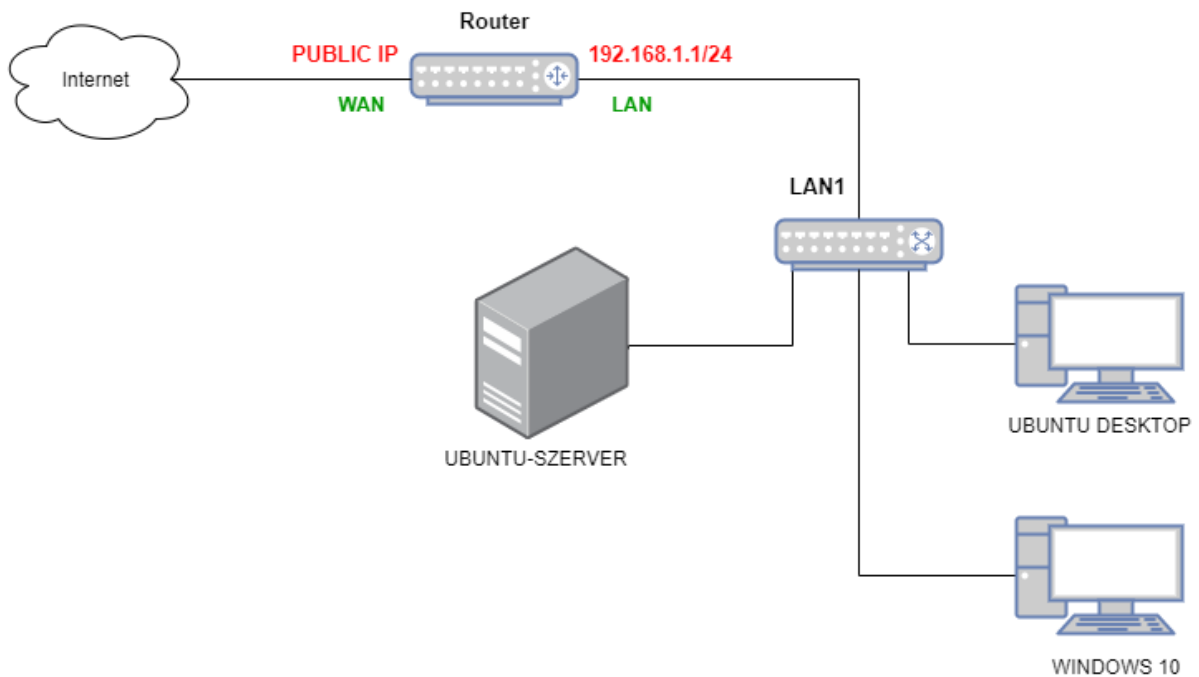 Router
Internet
PUBLIC IP
192.168.1.1/24
WAN
LAN
LAN1
UBUNTU-SZERVER
UBUNTU DESKTOP
WINDOWS 10